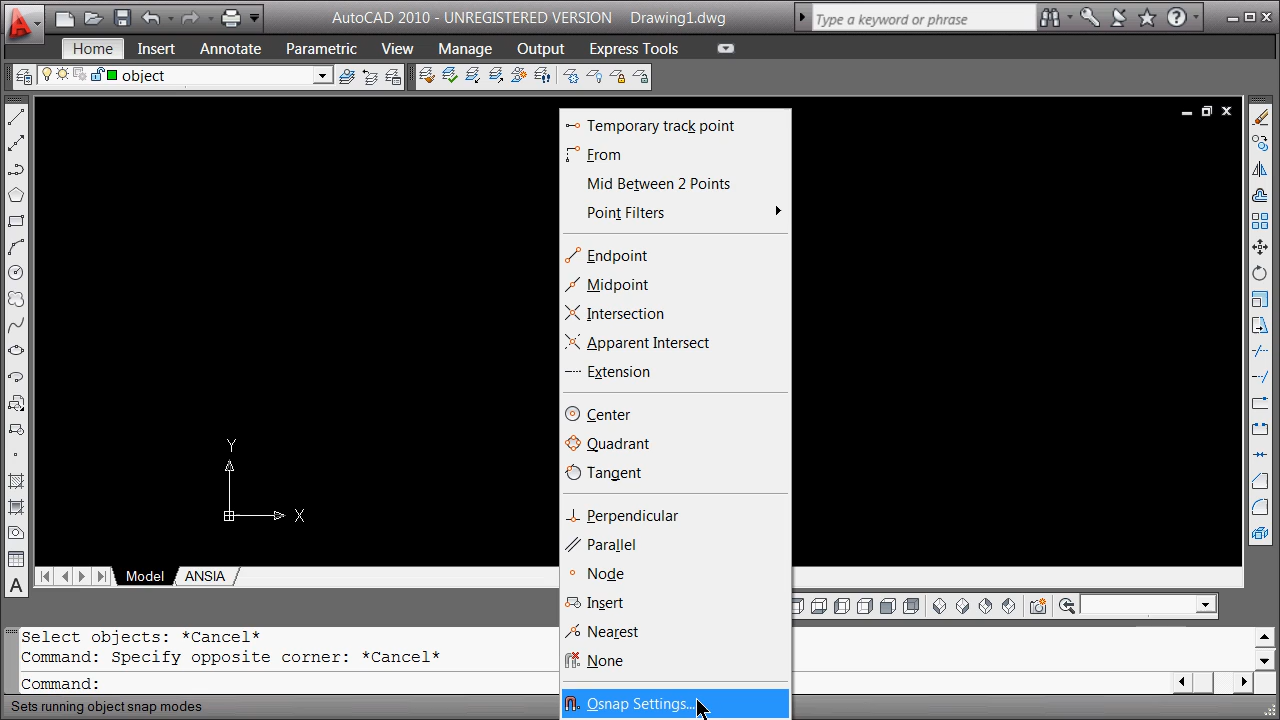 AutoCAD 2010 - UNREGISTERED VERSION Drawing1.dwg
Type a keyword or phrase
Home Insert Annotate Parametric View Manage Output Express Tools
object
Temporary track point
From
Mid Between 2 Points
Point Filters
Endpoint
Midpoint
Intersection
Apparent Intersect
Extension
Center
Quadrant
Tangent
Perpendicular
Parallel
Node
Insert
Nearest
None
Osnap Settings...
Y
X
Model ANSIA
Select objects: *Cancel*
Command: Specify opposite corner: *Cancel*
Command:
Sets running object snap modes